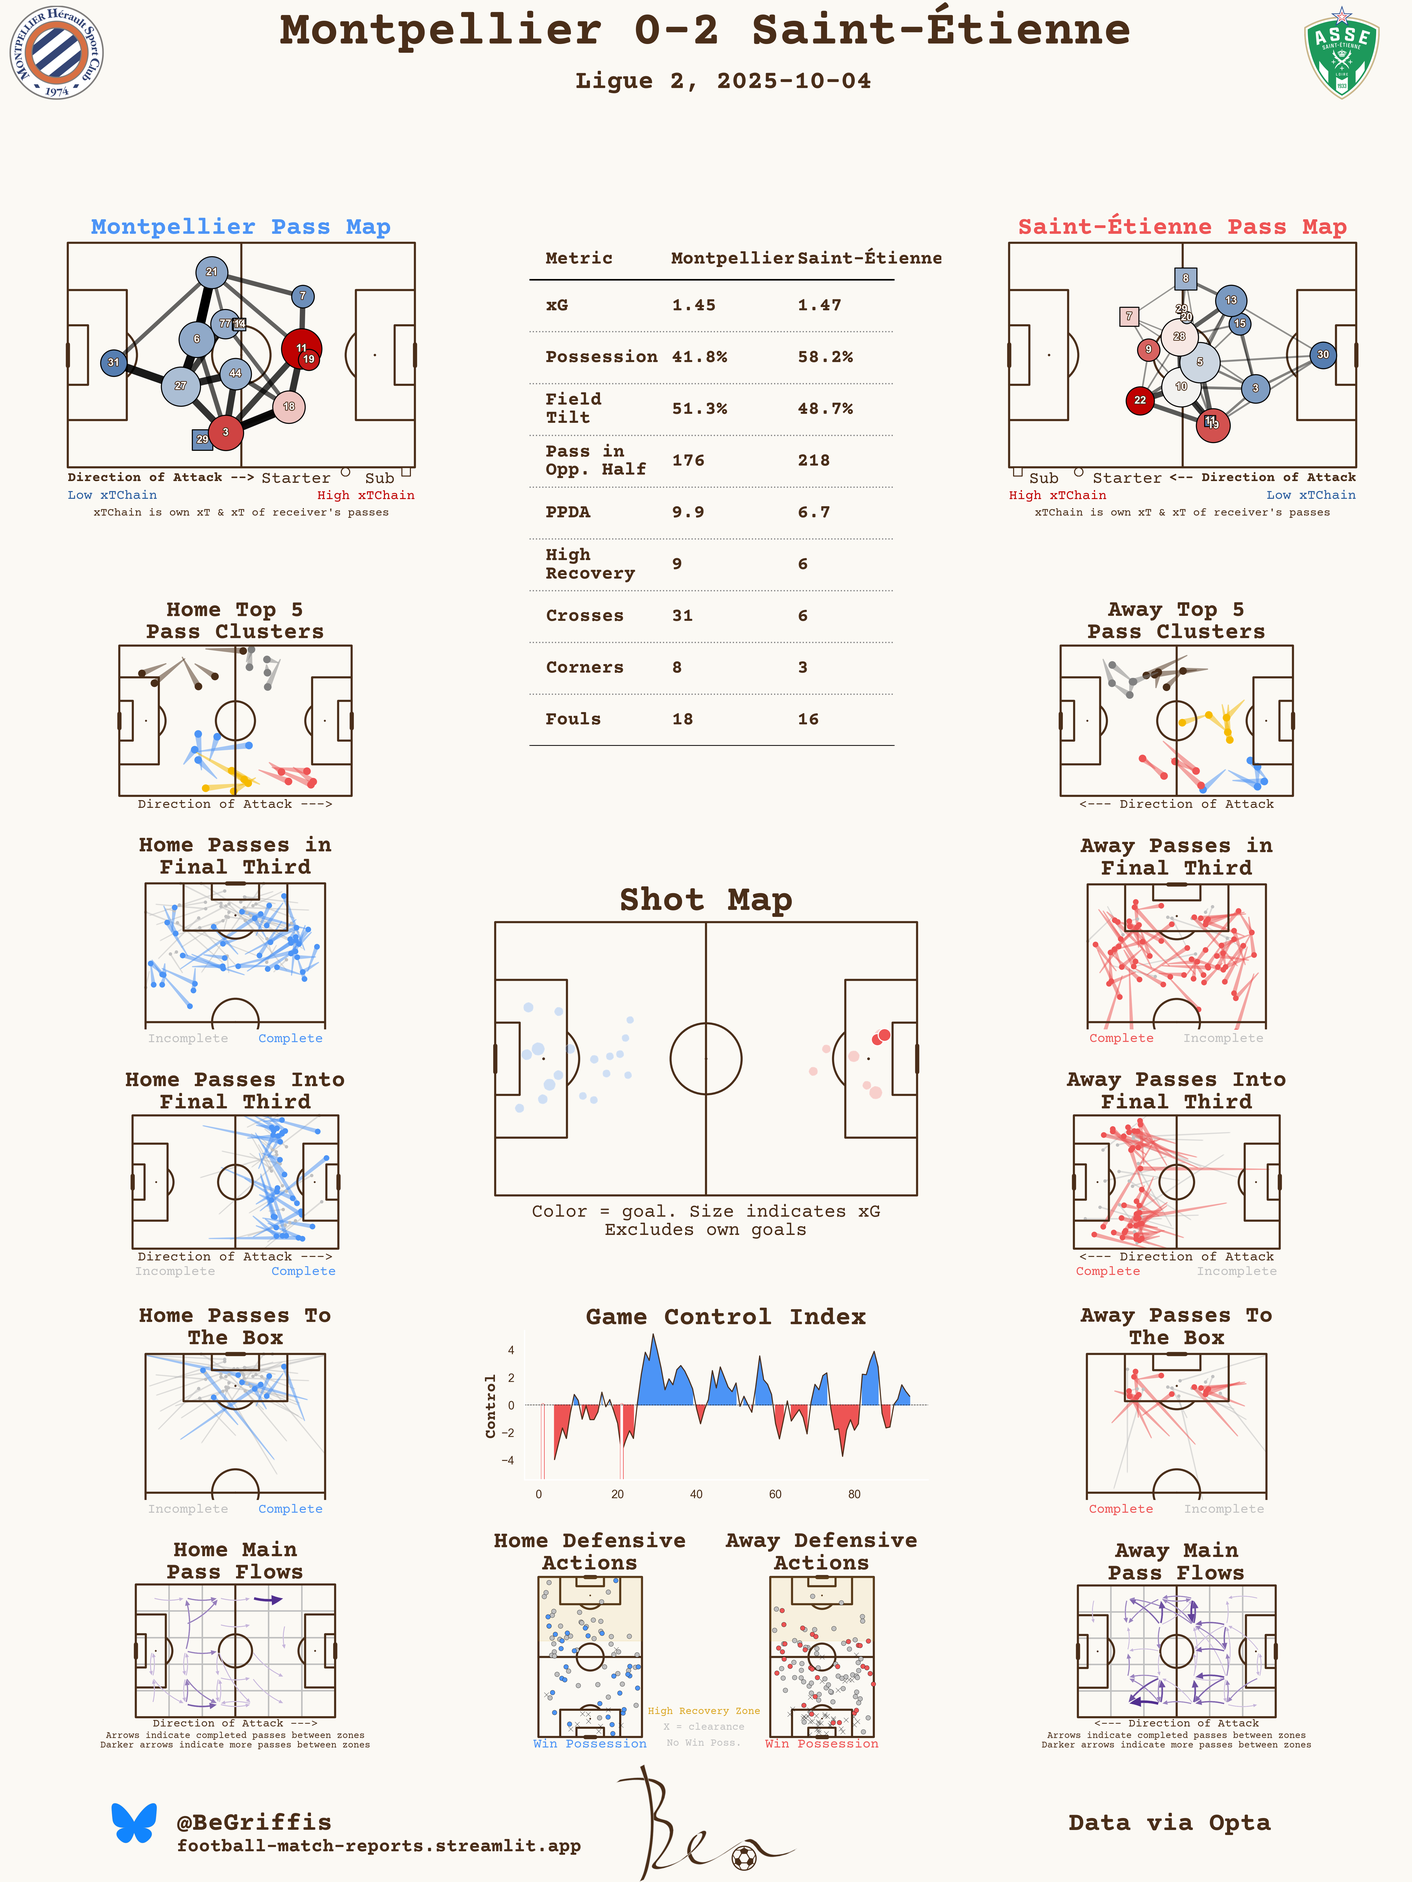 Montpellier 0-2 Saint-Étienne
Ligue 2, 2025-10-04
MONTPELLIER Hérault Sport Club
1974
ASSE
SAINT-ÉTIENNE
LOIRE
Montpellier Pass Map
21
7
77
14
6
11
19
31
44
27
18
29
3
Direction of Attack --> Starter Sub
Low xTChain High xTChain
xTChain is own xT & xT of receiver's passes
Metric Montpellier Saint-Étienne
xG 1.45 1.47
Possession 41.8% 58.2%
Field
Tilt 51.3% 48.7%
Pass in
Opp. Half 176 218
PPDA 9.9 6.7
High
Recovery 9 6
Crosses 31 6
Corners 8 3
Fouls 18 16
Saint-Étienne Pass Map
8
13
7
29
20
15
28
9
5
30
10
3
22
11
19
Sub Starter <-- Direction of Attack
High xTChain Low xTChain
xTChain is own xT & xT of receiver's passes
Home Top 5
Pass Clusters
Direction of Attack --->
Away Top 5
Pass Clusters
<--- Direction of Attack
Home Passes in
Final Third
Incomplete Complete
Away Passes in
Final Third
Complete Incomplete
Shot Map
Color = goal. Size indicates xG
Excludes own goals
Home Passes Into
Final Third
Direction of Attack --->
Incomplete Complete
Away Passes Into
Final Third
<--- Direction of Attack
Complete Incomplete
Home Passes To
The Box
Incomplete Complete
Game Control Index
Control
4
2
0
−2
−4
0 20 40 60 80
Away Passes To
The Box
Complete Incomplete
Home Main
Pass Flows
Direction of Attack --->
Arrows indicate completed passes between zones
Darker arrows indicate more passes between zones
Home Defensive
Actions
Win Possession
Away Defensive
Actions
Win Possession
High Recovery Zone
X = clearance
No Win Poss.
Away Main
Pass Flows
<--- Direction of Attack
Arrows indicate completed passes between zones
Darker arrows indicate more passes between zones
@BeGriffis
football-match-reports.streamlit.app
Ben
Data via Opta